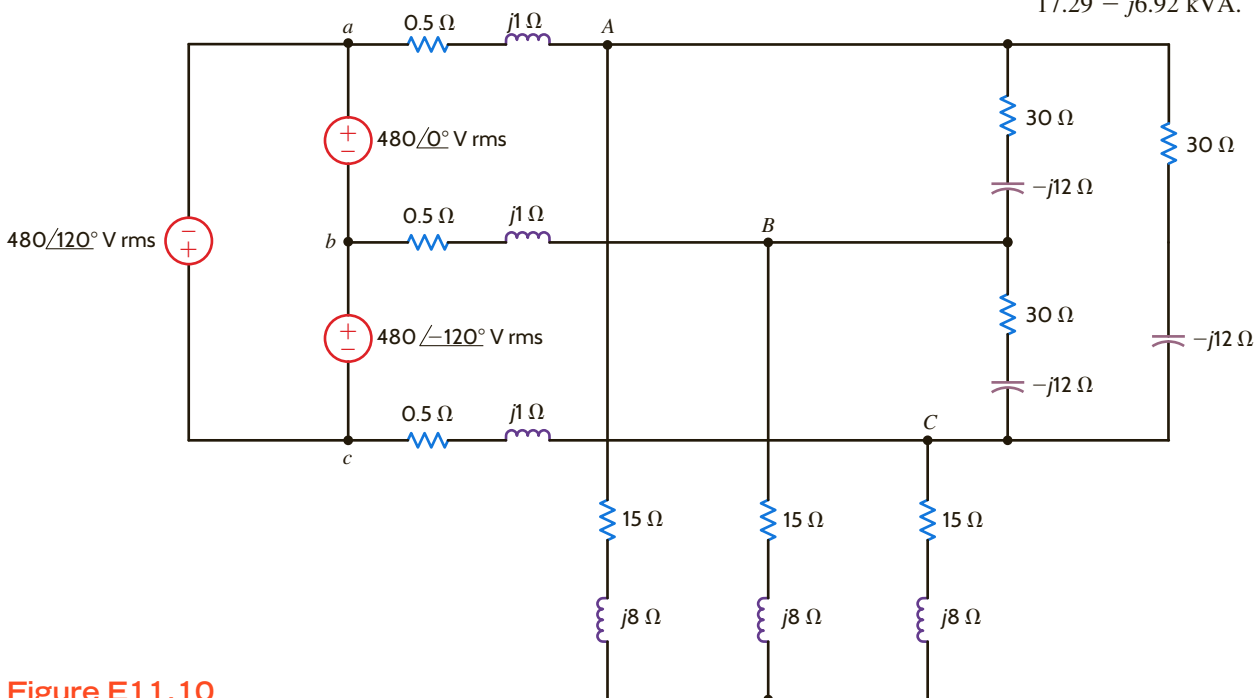 17.29 − j6.92 kVA.
a
0.5 Ω
j1 Ω
A
+
−
480/0° V rms
30 Ω
30 Ω
−j12 Ω
480/120° V rms
−
+
b
0.5 Ω
j1 Ω
B
+
−
480/−120° V rms
30 Ω
−j12 Ω
−j12 Ω
c
0.5 Ω
j1 Ω
C
15 Ω
15 Ω
15 Ω
j8 Ω
j8 Ω
j8 Ω
Figure E11.10